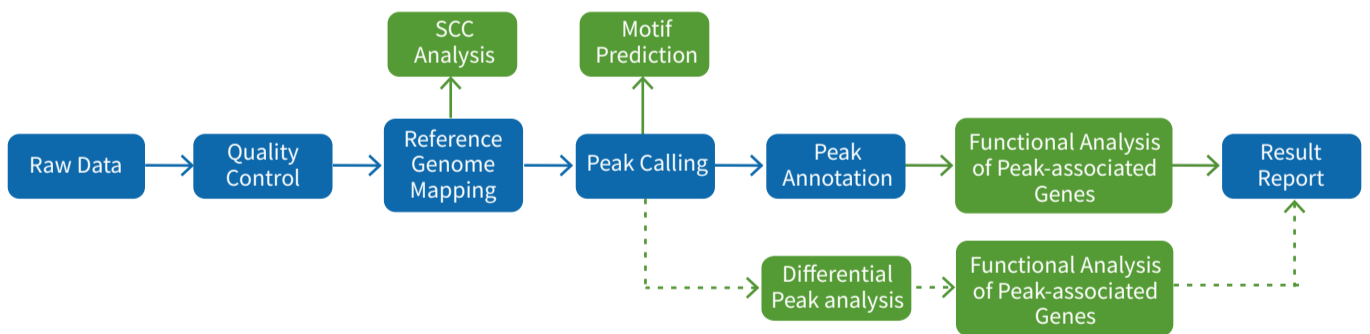 SCC
Analysis
Motif
Prediction
Raw Data
Quality
Control
Reference
Genome
Mapping
Peak Calling
Peak
Annotation
Functional Analysis
of Peak-associated
Genes
Result
Report
Differential
Peak analysis
Functional Analysis
of Peak-associated
Genes